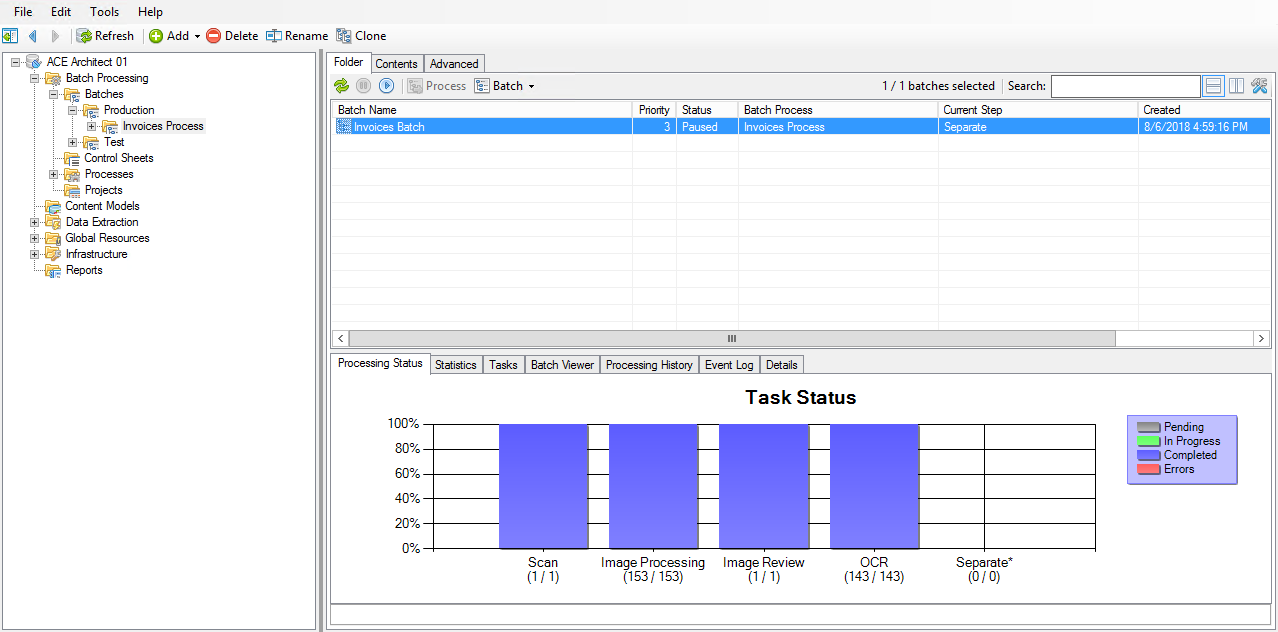 File Edit Tools Help
Refresh Add Delete Rename Clone
ACE Architect 01
Batch Processing
Batches
Production
Invoices Process
Test
Control Sheets
Processes
Projects
Content Models
Data Extraction
Global Resources
Infrastructure
Reports
Folder Contents Advanced
Process Batch 1 / 1 batches selected Search:
Batch Name Priority Status Batch Process Current Step Created
Invoices Batch 3 Paused Invoices Process Separate 8/6/2018 4:59:16 PM
Processing Status Statistics Tasks Batch Viewer Processing History Event Log Details
Task Status
100%
80%
60%
40%
20%
0%
Scan Image Processing Image Review OCR Separate*
(1 / 1) (153 / 153) (1 / 1) (143 / 143) (0 / 0)
Pending
In Progress
Completed
Errors